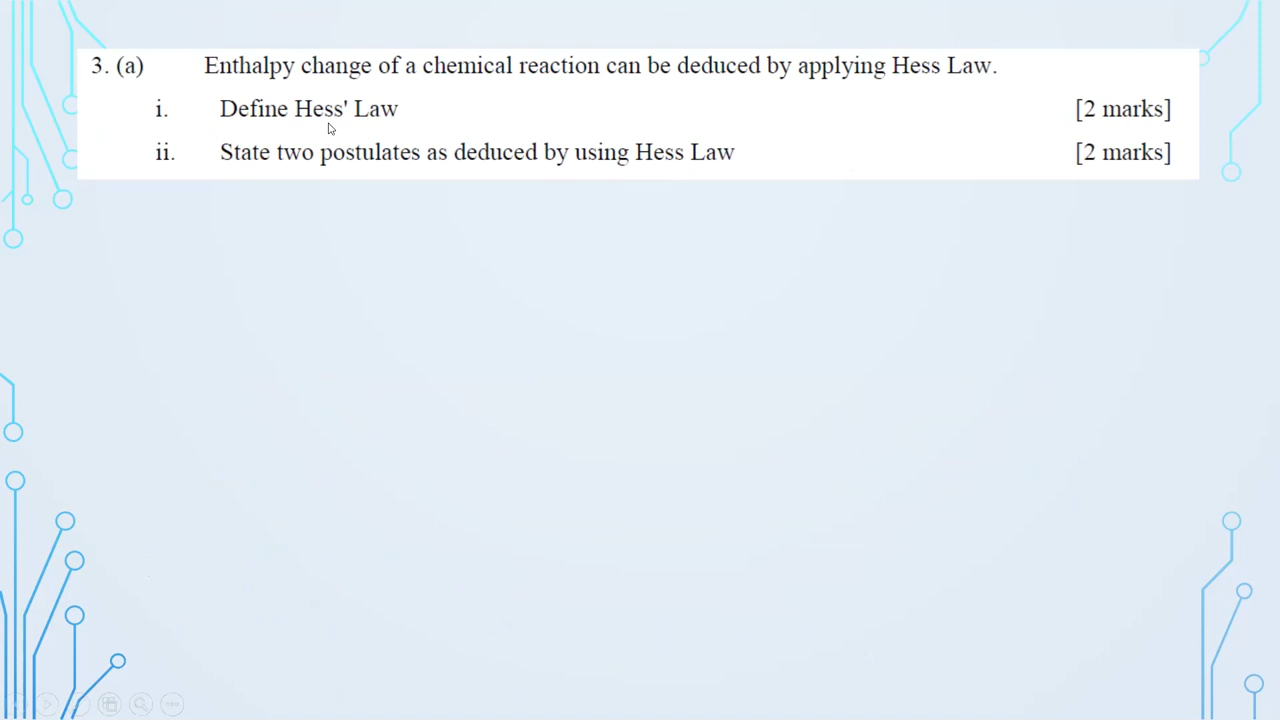 3. (a) Enthalpy change of a chemical reaction can be deduced by applying Hess Law.
i. Define Hess' Law [2 marks]
ii. State two postulates as deduced by using Hess Law [2 marks]